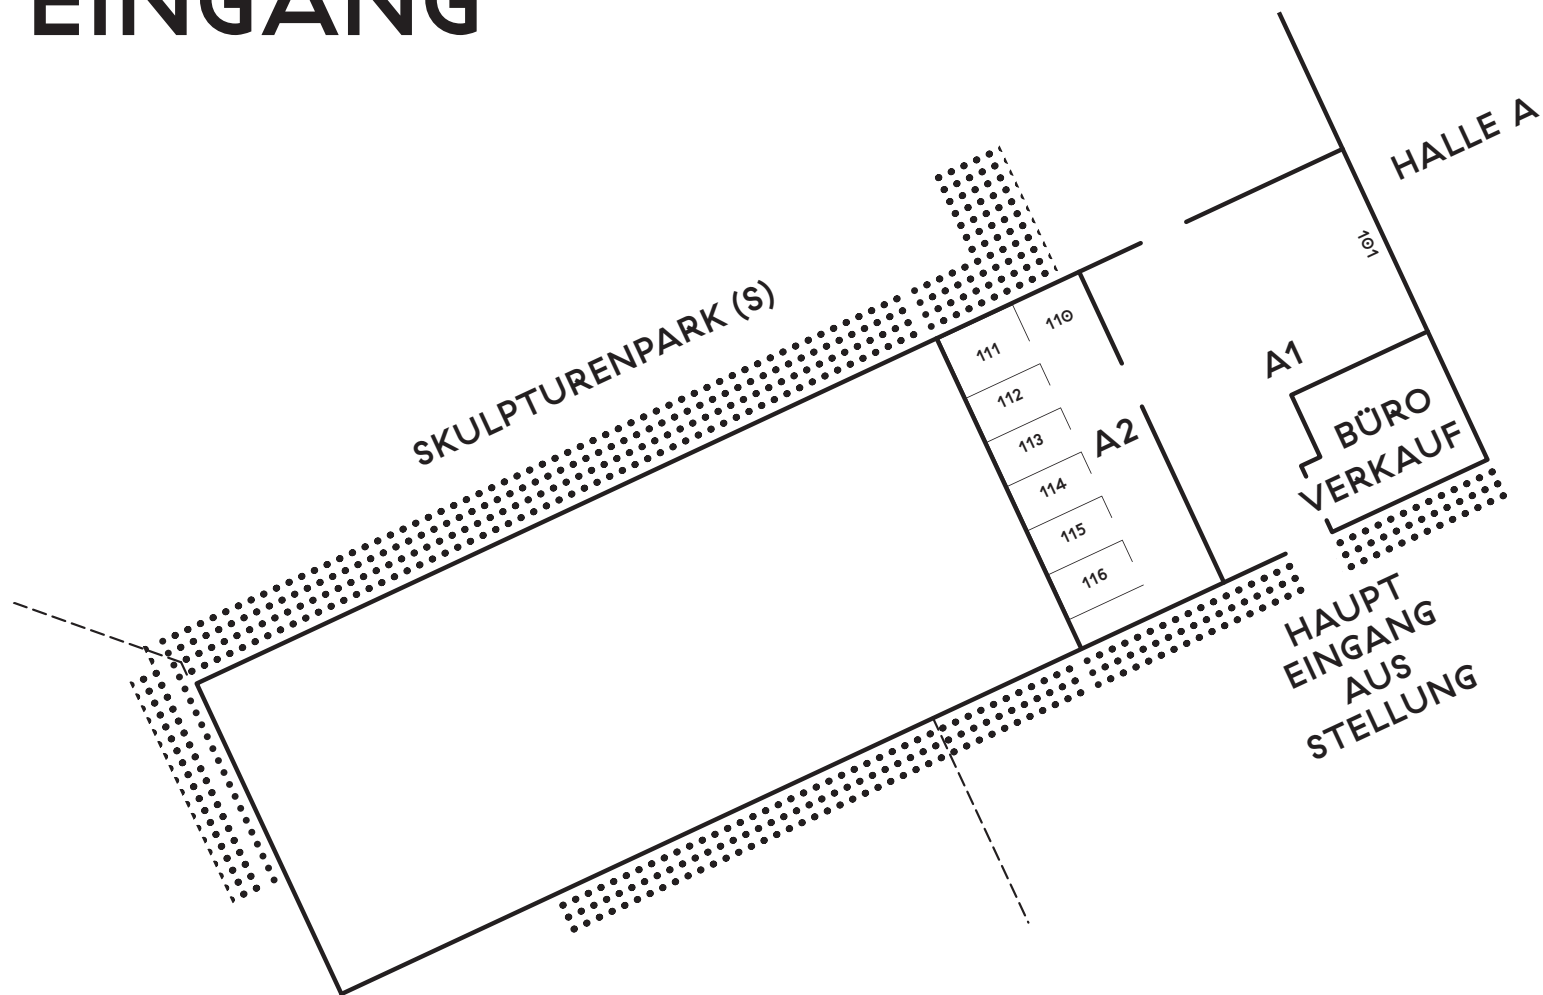 EINGANG
HALLE A
101
SKULPTURENPARK (S)
110
111
A1
112
BÜRO
VERKAUF
113
A2
114
115
116
HAUPT
EINGANG
AUS
STELLUNG